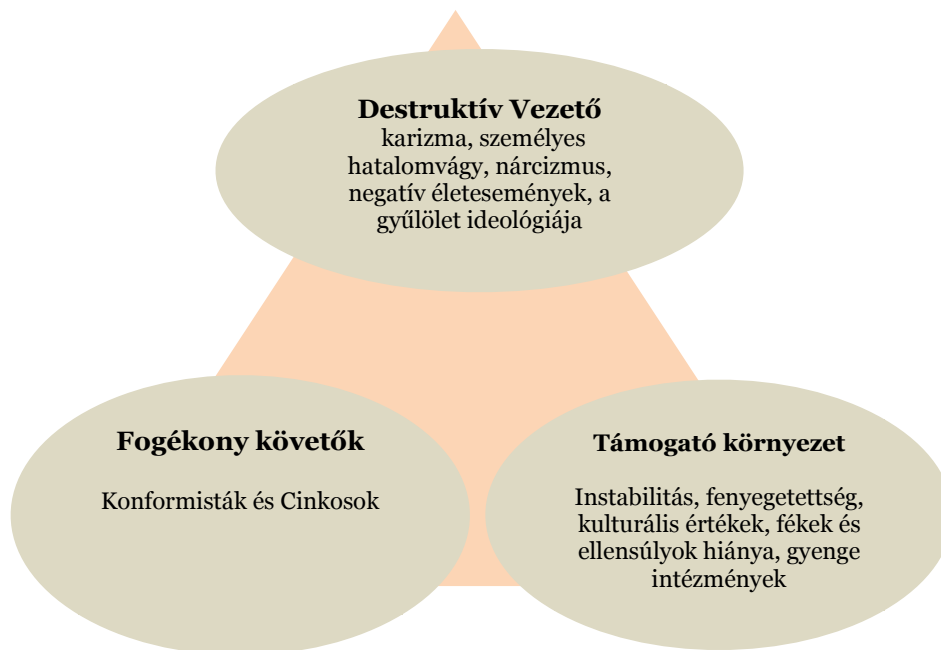 Destruktív Vezető
karizma, személyes
hatalomvágy, nárcizmus,
negatív életesemények, a
gyűlölet ideológiája
Fogékony követők
Konformisták és Cinkosok
Támogató környezet
Instabilitás, fenyegetettség,
kulturális értékek, fékek és
ellensúlyok hiánya, gyenge
intézmények